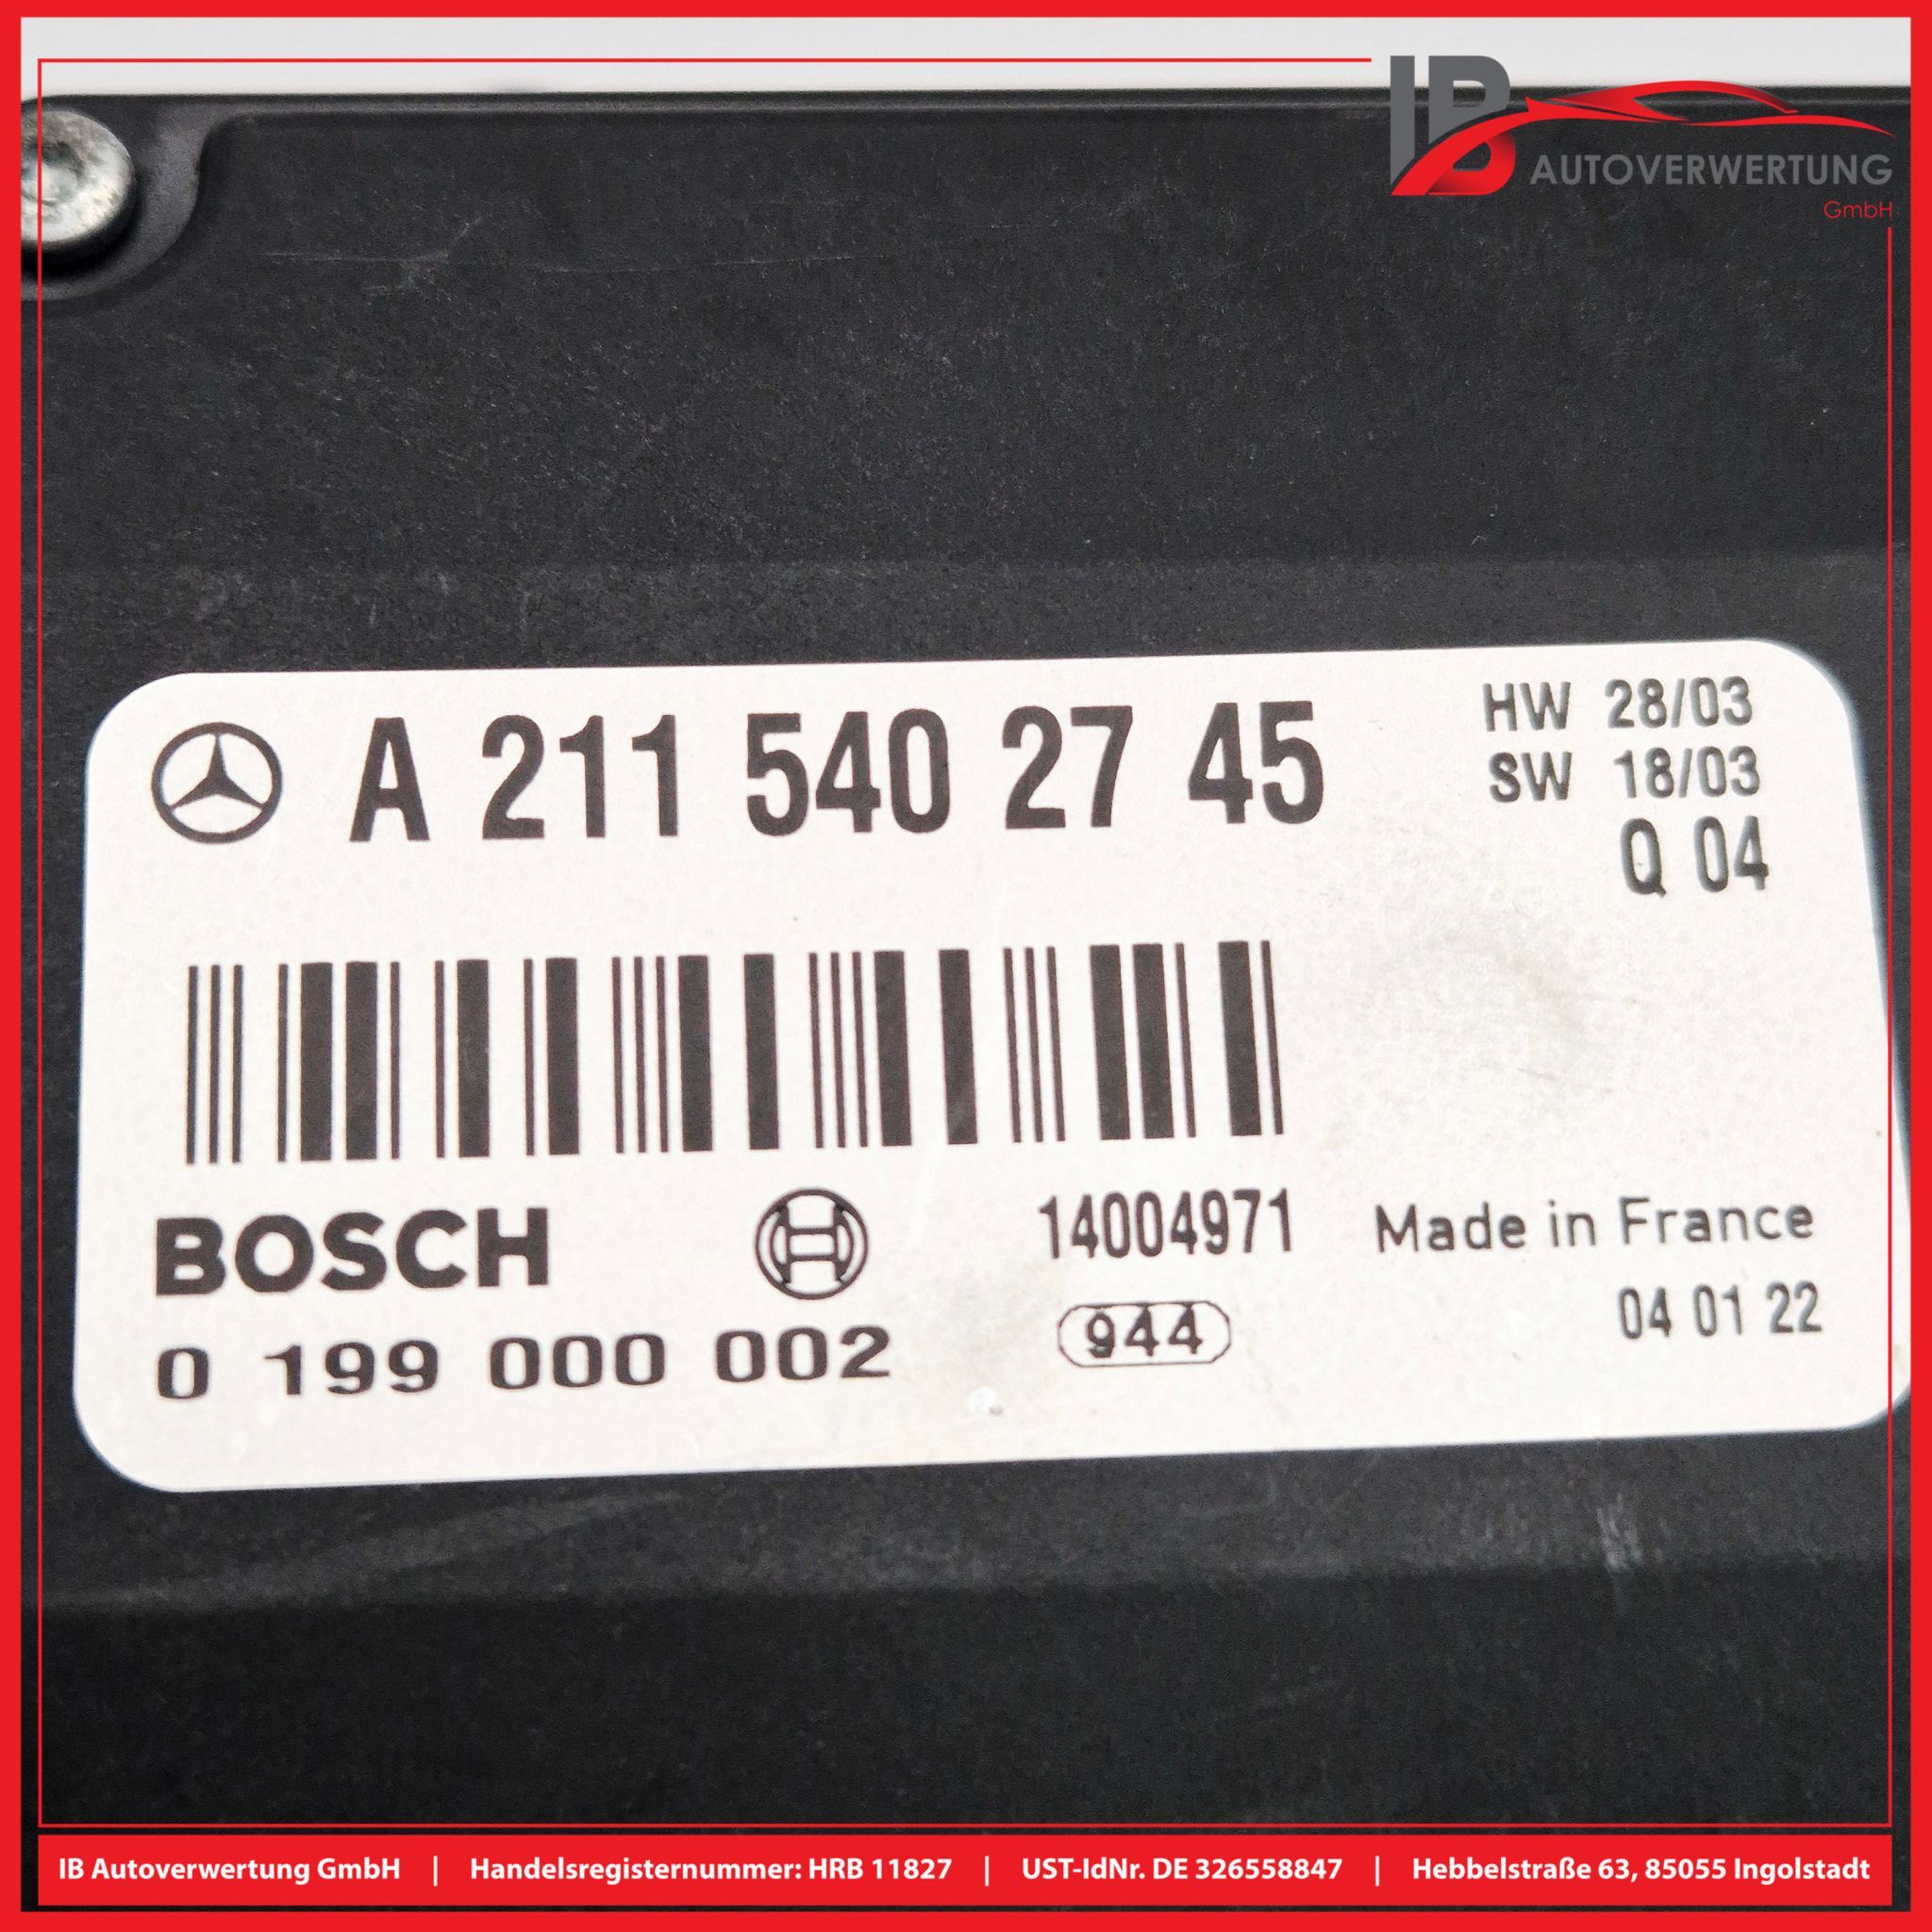 IB
AUTOVERWERTUNG
GmbH
A 211 540 27 45
HW 28/03
SW 18/03
Q 04
BOSCH
14004971
Made in France
0 199 000 002
944
04 01 22
IB Autoverwertung GmbH | Handelsregisternummer: HRB 11827 | UST-IdNr. DE 326558847 | Hebbelstraße 63, 85055 Ingolstadt